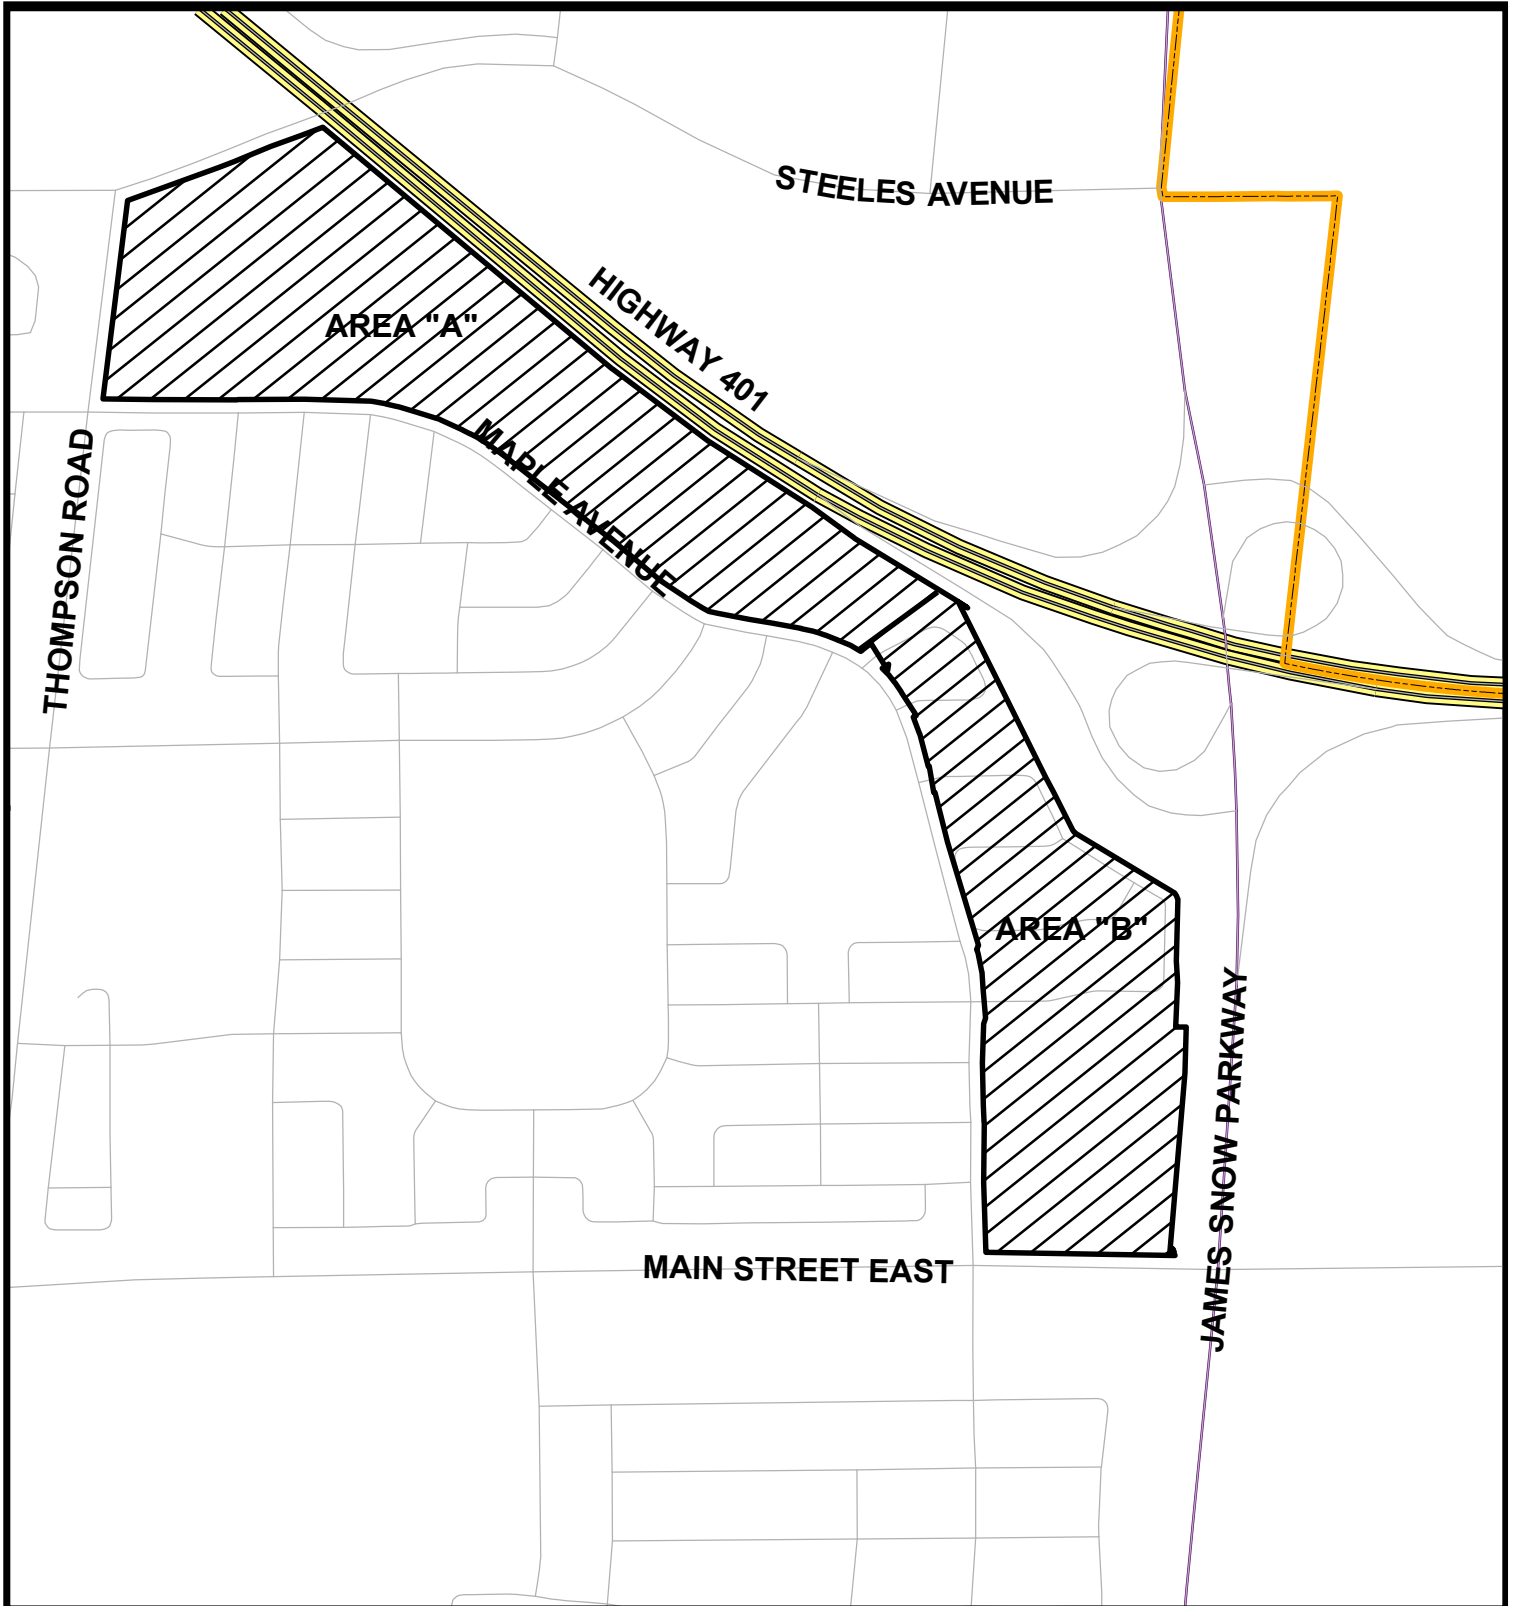 STEELES AVENUE
HIGHWAY 401
AREA "A"
MAPLE AVENUE
THOMPSON ROAD
AREA "B"
JAMES SNOW PARKWAY
MAIN STREET EAST